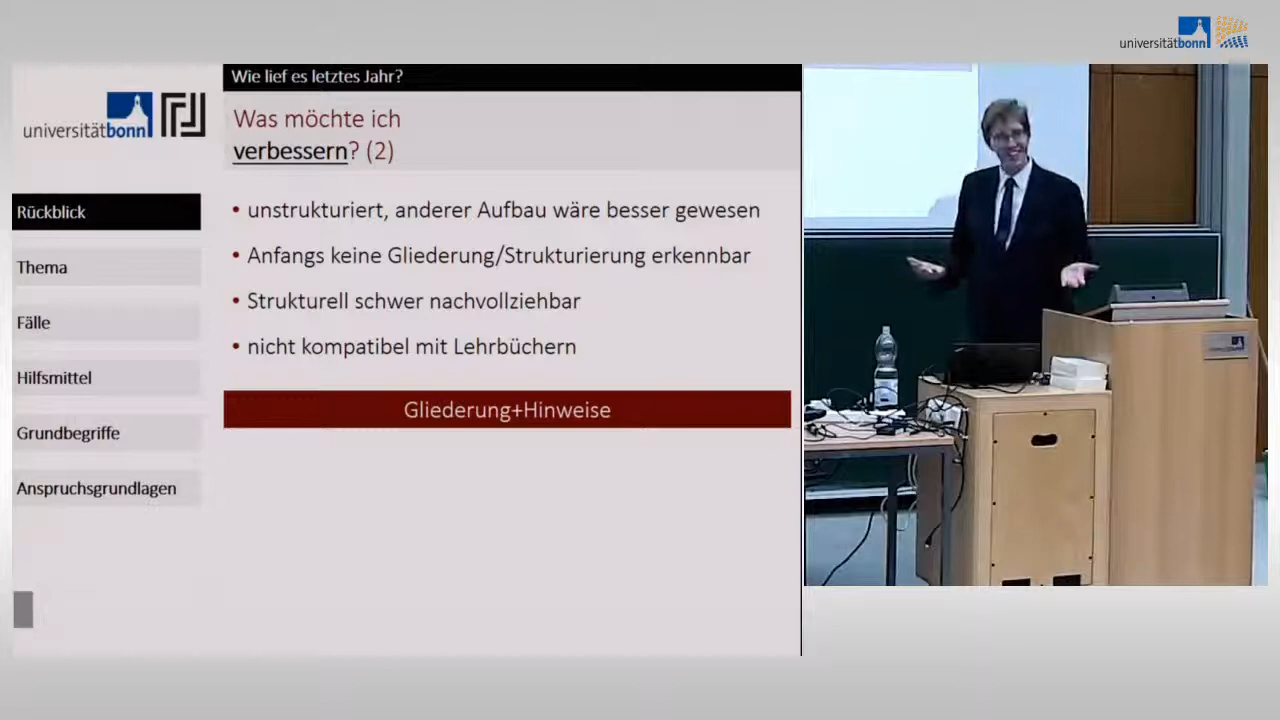 universitätbonn
Wie lief es letztes Jahr?
universitätbonn
Was möchte ich
verbessern? (2)
Rückblick
Thema
Fälle
Hilfsmittel
Grundbegriffe
Anspruchsgrundlagen
• unstrukturiert, anderer Aufbau wäre besser gewesen
• Anfangs keine Gliederung/Strukturierung erkennbar
• Strukturell schwer nachvollziehbar
• nicht kompatibel mit Lehrbüchern
Gliederung+Hinweise